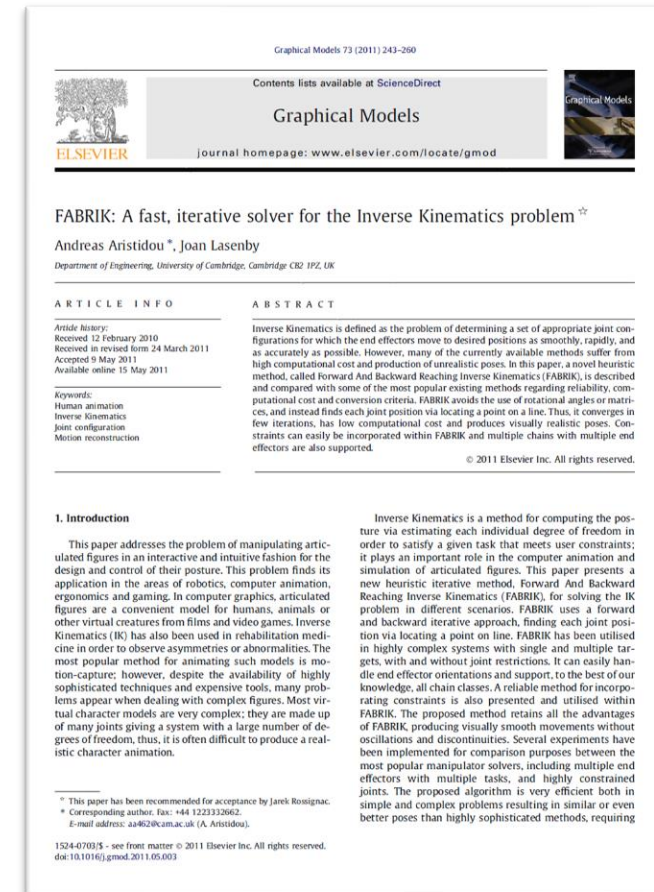 Graphical Models 73 (2011) 243–260
Contents lists available at ScienceDirect
Graphical Models
journal homepage: www.elsevier.com/locate/gmod
ELSEVIER
Graphical Models
FABRIK: A fast, iterative solver for the Inverse Kinematics problem ☆
Andreas Aristidou *, Joan Lasenby
Department of Engineering, University of Cambridge, Cambridge CB2 1PZ, UK
ARTICLE INFO
Article history:
Received 12 February 2010
Received in revised form 24 March 2011
Accepted 9 May 2011
Available online 15 May 2011
Keywords:
Human animation
Inverse Kinematics
Joint configuration
Motion reconstruction
ABSTRACT
Inverse Kinematics is defined as the problem of determining a set of appropriate joint con-
figurations for which the end effectors move to desired positions as smoothly, rapidly, and
as accurately as possible. However, many of the currently available methods suffer from
high computational cost and production of unrealistic poses. In this paper, a novel heuristic
method, called Forward And Backward Reaching Inverse Kinematics (FABRIK), is described
and compared with some of the most popular existing methods regarding reliability, com-
putational cost and conversion criteria. FABRIK avoids the use of rotational angles or matri-
ces, and instead finds each joint position via locating a point on a line. Thus, it converges in
few iterations, has low computational cost and produces visually realistic poses. Con-
straints can easily be incorporated within FABRIK and multiple chains with multiple end
effectors are also supported.
© 2011 Elsevier Inc. All rights reserved.
1. Introduction
This paper addresses the problem of manipulating artic-
ulated figures in an interactive and intuitive fashion for the
design and control of their posture. This problem finds its
application in the areas of robotics, computer animation,
ergonomics and gaming. In computer graphics, articulated
figures are a convenient model for humans, animals or
other virtual creatures from films and video games. Inverse
Kinematics (IK) has also been used in rehabilitation medi-
cine in order to observe asymmetries or abnormalities. The
most popular method for animating such models is mo-
tion-capture; however, despite the availability of highly
sophisticated techniques and expensive tools, many prob-
lems appear when dealing with complex figures. Most vir-
tual character models are very complex; they are made up
of many joints giving a system with a large number of de-
grees of freedom, thus, it is often difficult to produce a real-
istic character animation.
☆ This paper has been recommended for acceptance by Jarek Rossignac.
* Corresponding author. Fax: +44 1223332662.
E-mail address: aa462@cam.ac.uk (A. Aristidou).
1524-0703/$ - see front matter © 2011 Elsevier Inc. All rights reserved.
doi:10.1016/j.gmod.2011.05.003
Inverse Kinematics is a method for computing the pos-
ture via estimating each individual degree of freedom in
order to satisfy a given task that meets user constraints;
it plays an important role in the computer animation and
simulation of articulated figures. This paper presents a
new heuristic iterative method, Forward And Backward
Reaching Inverse Kinematics (FABRIK), for solving the IK
problem in different scenarios. FABRIK uses a forward
and backward iterative approach, finding each joint posi-
tion via locating a point on line. FABRIK has been utilised
in highly complex systems with single and multiple tar-
gets, with and without joint restrictions. It can easily han-
dle end effector orientations and support, to the best of our
knowledge, all chain classes. A reliable method for incorpo-
rating constraints is also presented and utilised within
FABRIK. The proposed method retains all the advantages
of FABRIK, producing visually smooth movements without
oscillations and discontinuities. Several experiments have
been implemented for comparison purposes between the
most popular manipulator solvers, including multiple end
effectors with multiple tasks, and highly constrained
joints. The proposed algorithm is very efficient both in
simple and complex problems resulting in similar or even
better poses than highly sophisticated methods, requiring